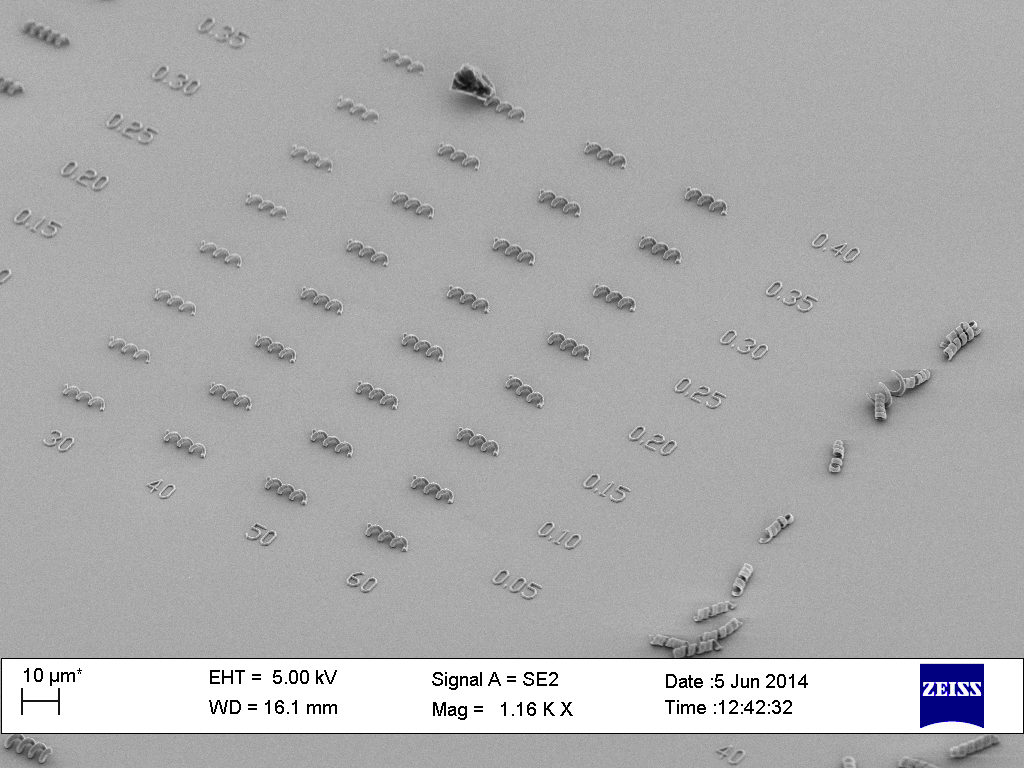 0.35
0.30
0.25
0.20
0.15
0
0.40
0.35
0.30
0.25
0.20
0.15
0.10
0.05
30
40
50
60
10 µm*
EHT = 5.00 kV
WD = 16.1 mm
Signal A = SE2
Mag = 1.16 K X
Date :5 Jun 2014
Time :12:42:32
ZEISS
40